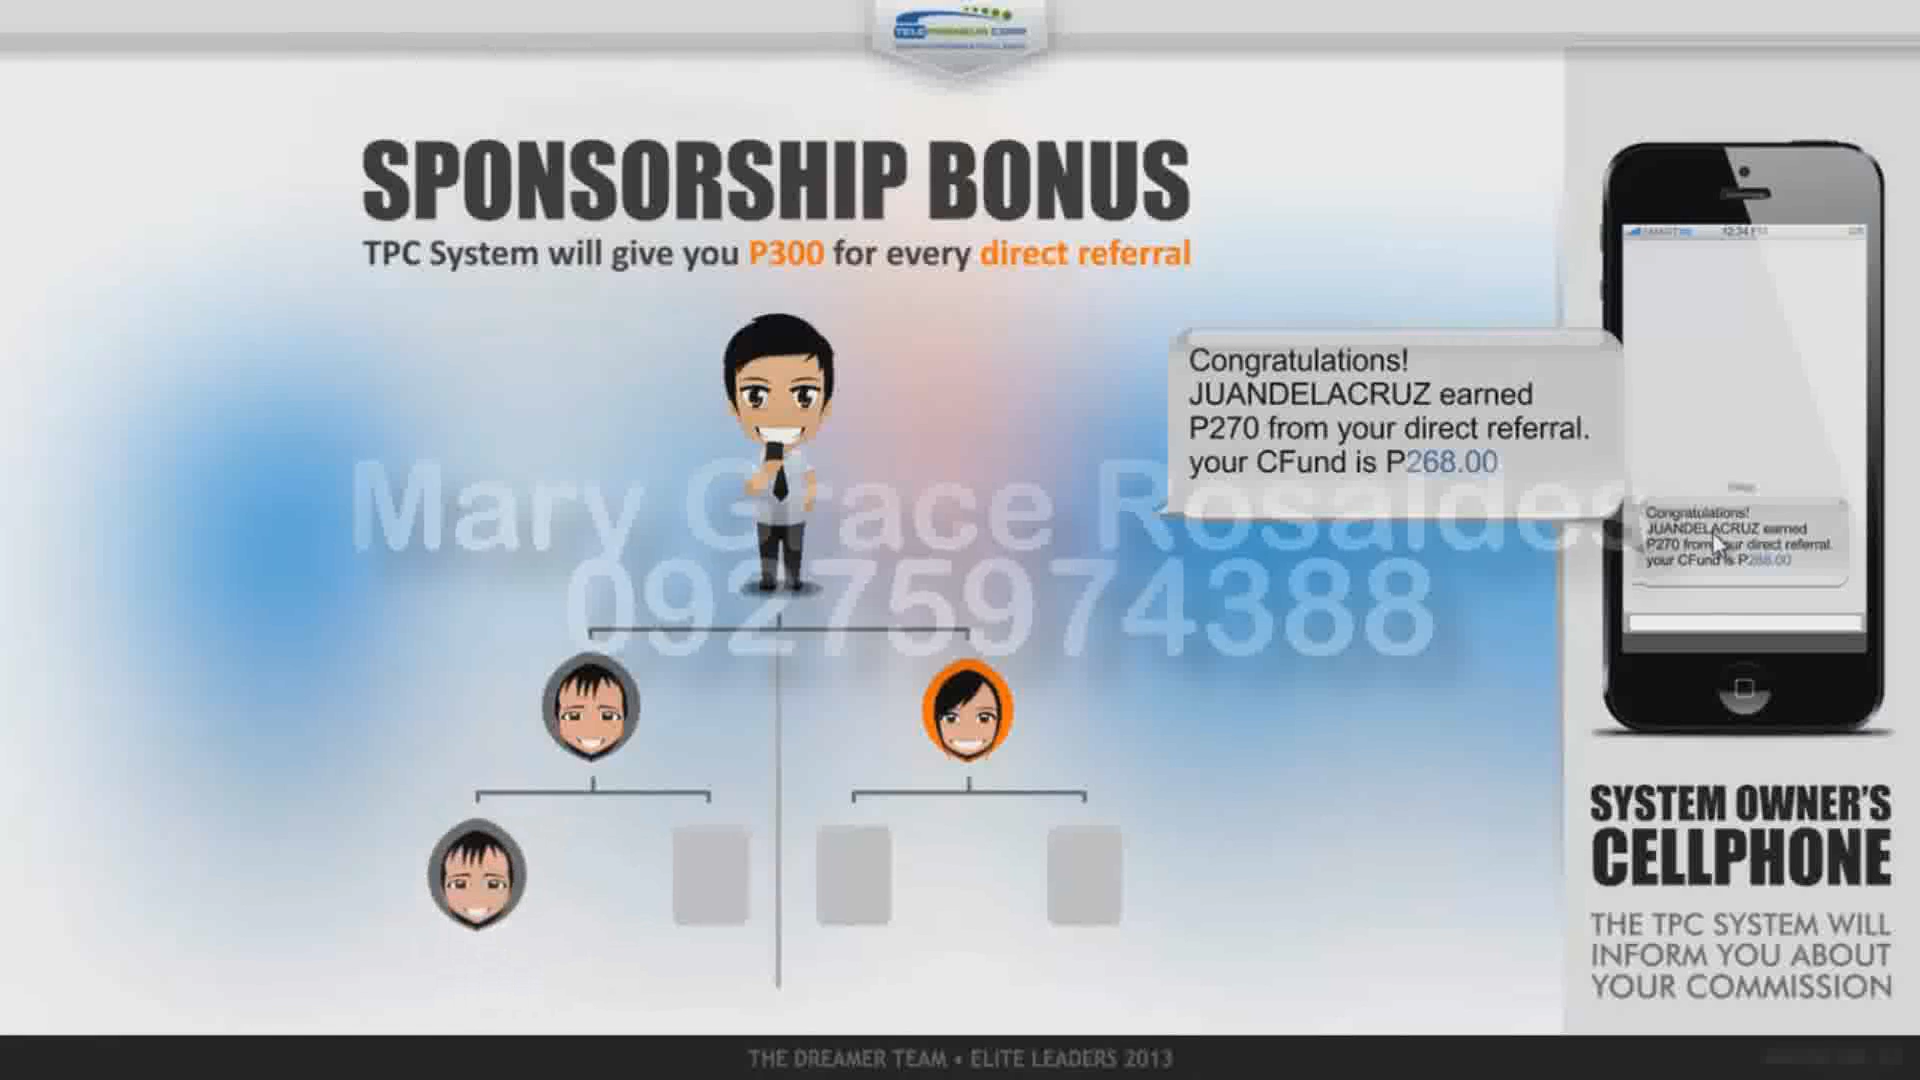 SPONSORSHIP BONUS
TPC System will give you P300 for every direct referral
Congratulations!
JUANDELACRUZ earned
P270 from your direct referral.
your CFund is P268.00
Mary Grace Rosaldes
09275974388
12:34 PM
Congratulations!
JUANDELACRUZ earned
P270 from your direct referral.
your CFund is P268.00
SYSTEM OWNER'S
CELLPHONE
THE TPC SYSTEM WILL
INFORM YOU ABOUT
YOUR COMMISSION
THE DREAMER TEAM • ELITE LEADERS 2013